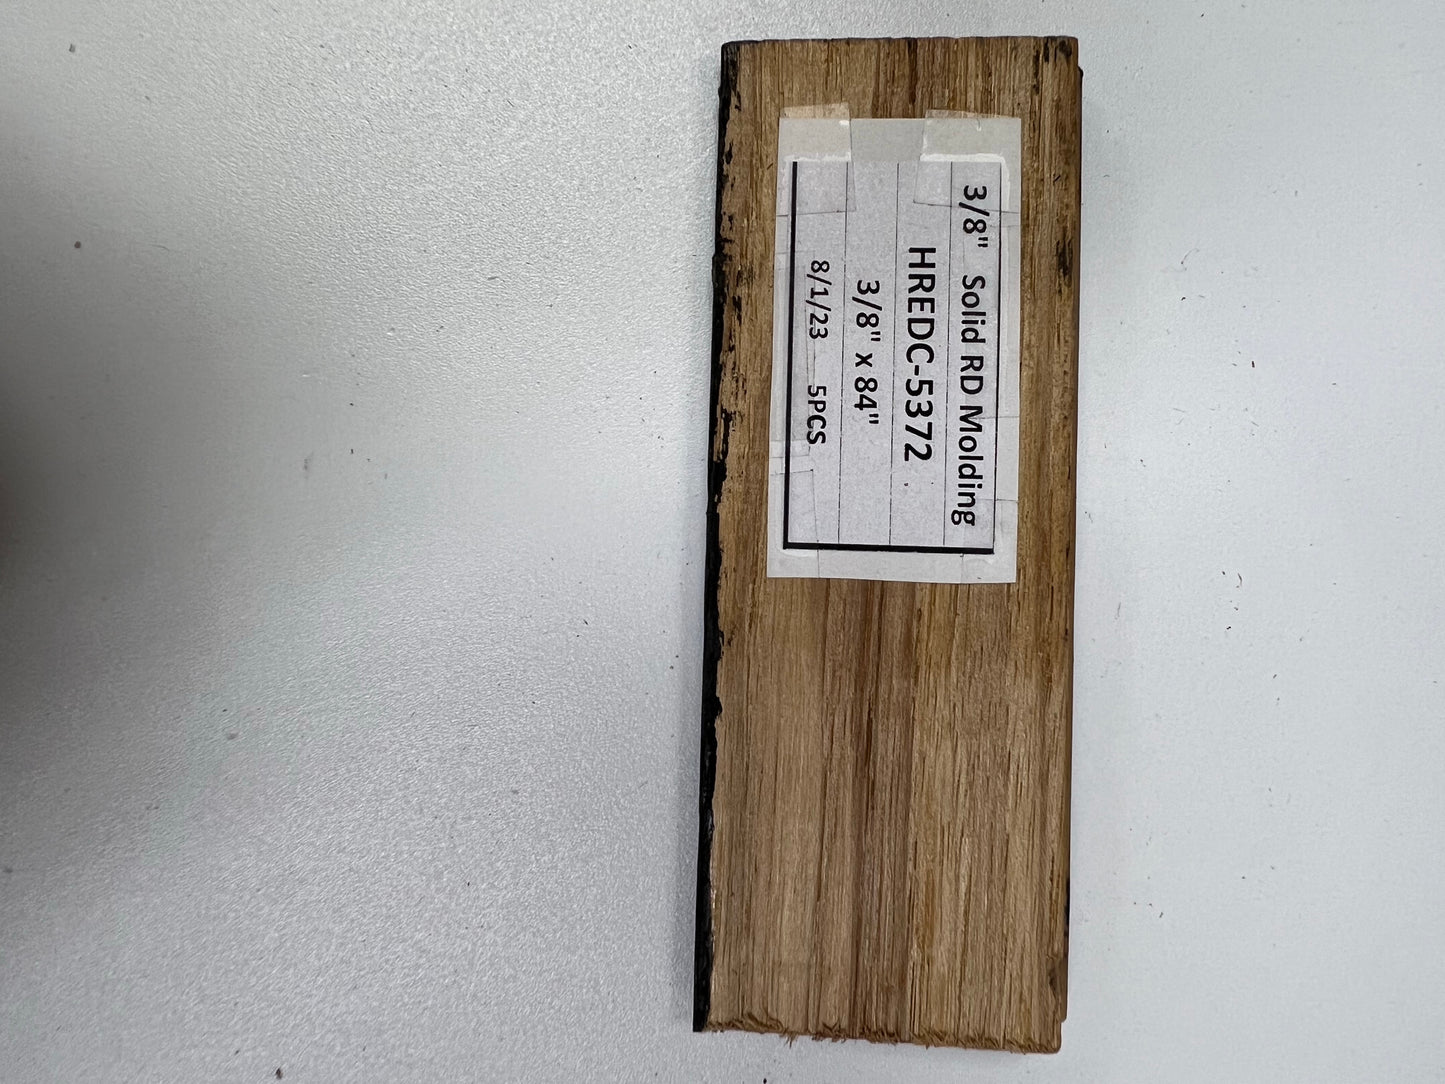 3/8" Solid RD Molding
HREDC-5372
3/8" x 84"
8/1/23 5PCS